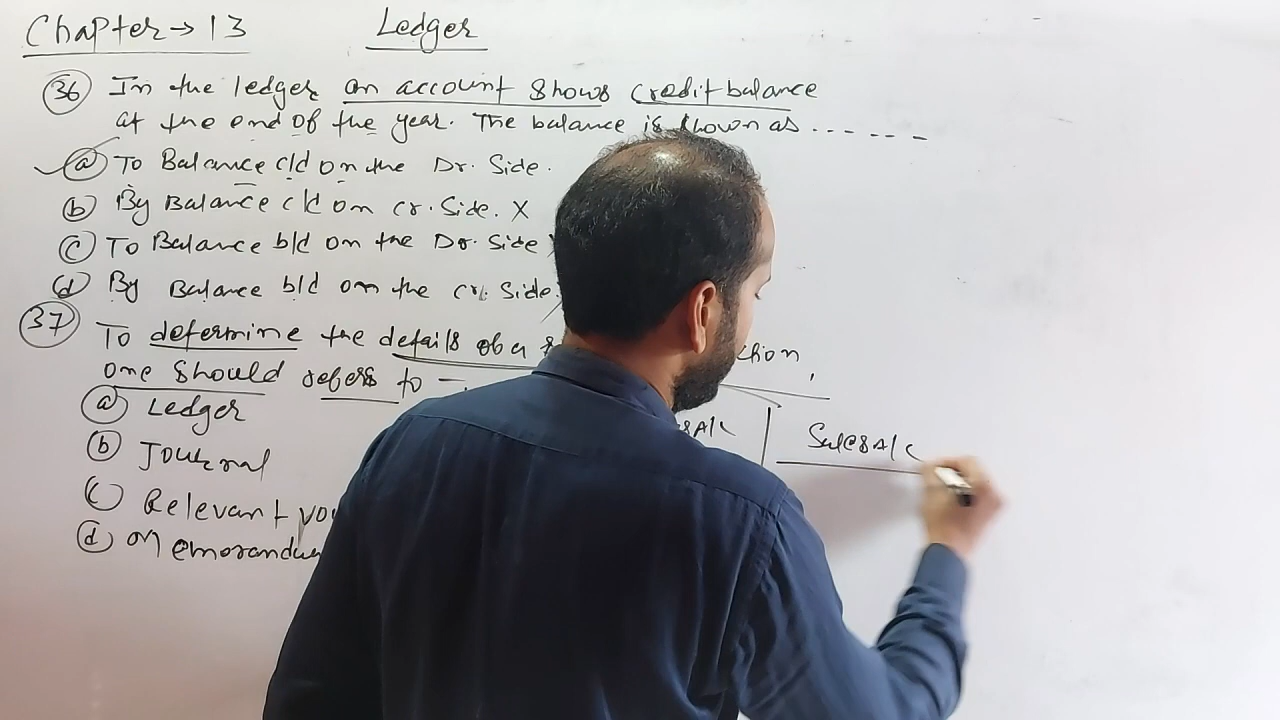 Chapter → 13 Ledger
36 In the ledger an account shows credit balance
at the end of the year. The balance is shown as ......
a To Balance c/d on the Dr. Side.
b By Balance c/d on cr. Side. X
c To Balance b/d on the Dr. Side
d By Balance b/d on the cr. Side.
37 To determine the details of a
one should refers to —
a Ledger
Sales A/c
b Journal
c Relevant
d Memorandum